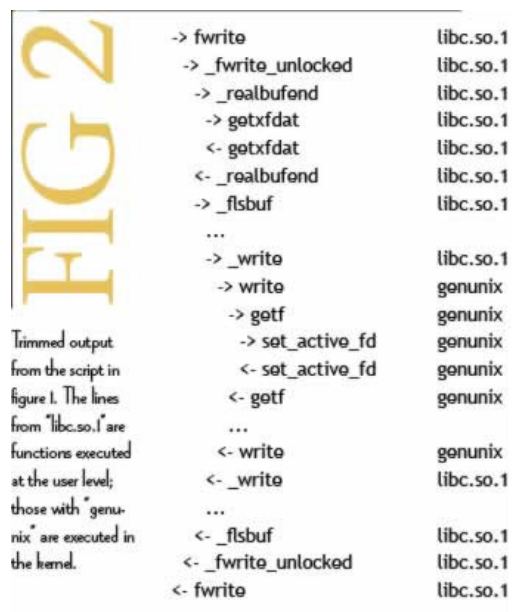 FIG 2
Trimmed output
from the script in
figure 1. The lines
from "libc.so.1" are
functions executed
at the user level;
those with "genu-
nix" are executed in
the kernel.
-> fwrite libc.so.1
-> _fwrite_unlocked libc.so.1
-> _realbufend libc.so.1
-> getxfdat libc.so.1
<- getxfdat libc.so.1
<- _realbufend libc.so.1
-> _flsbuf libc.so.1
...
-> _write libc.so.1
-> write genunix
-> getf genunix
-> set_active_fd genunix
<- set_active_fd genunix
<- getf genunix
...
<- write genunix
<- _write libc.so.1
...
<- _flsbuf libc.so.1
<- _fwrite_unlocked libc.so.1
<- fwrite libc.so.1